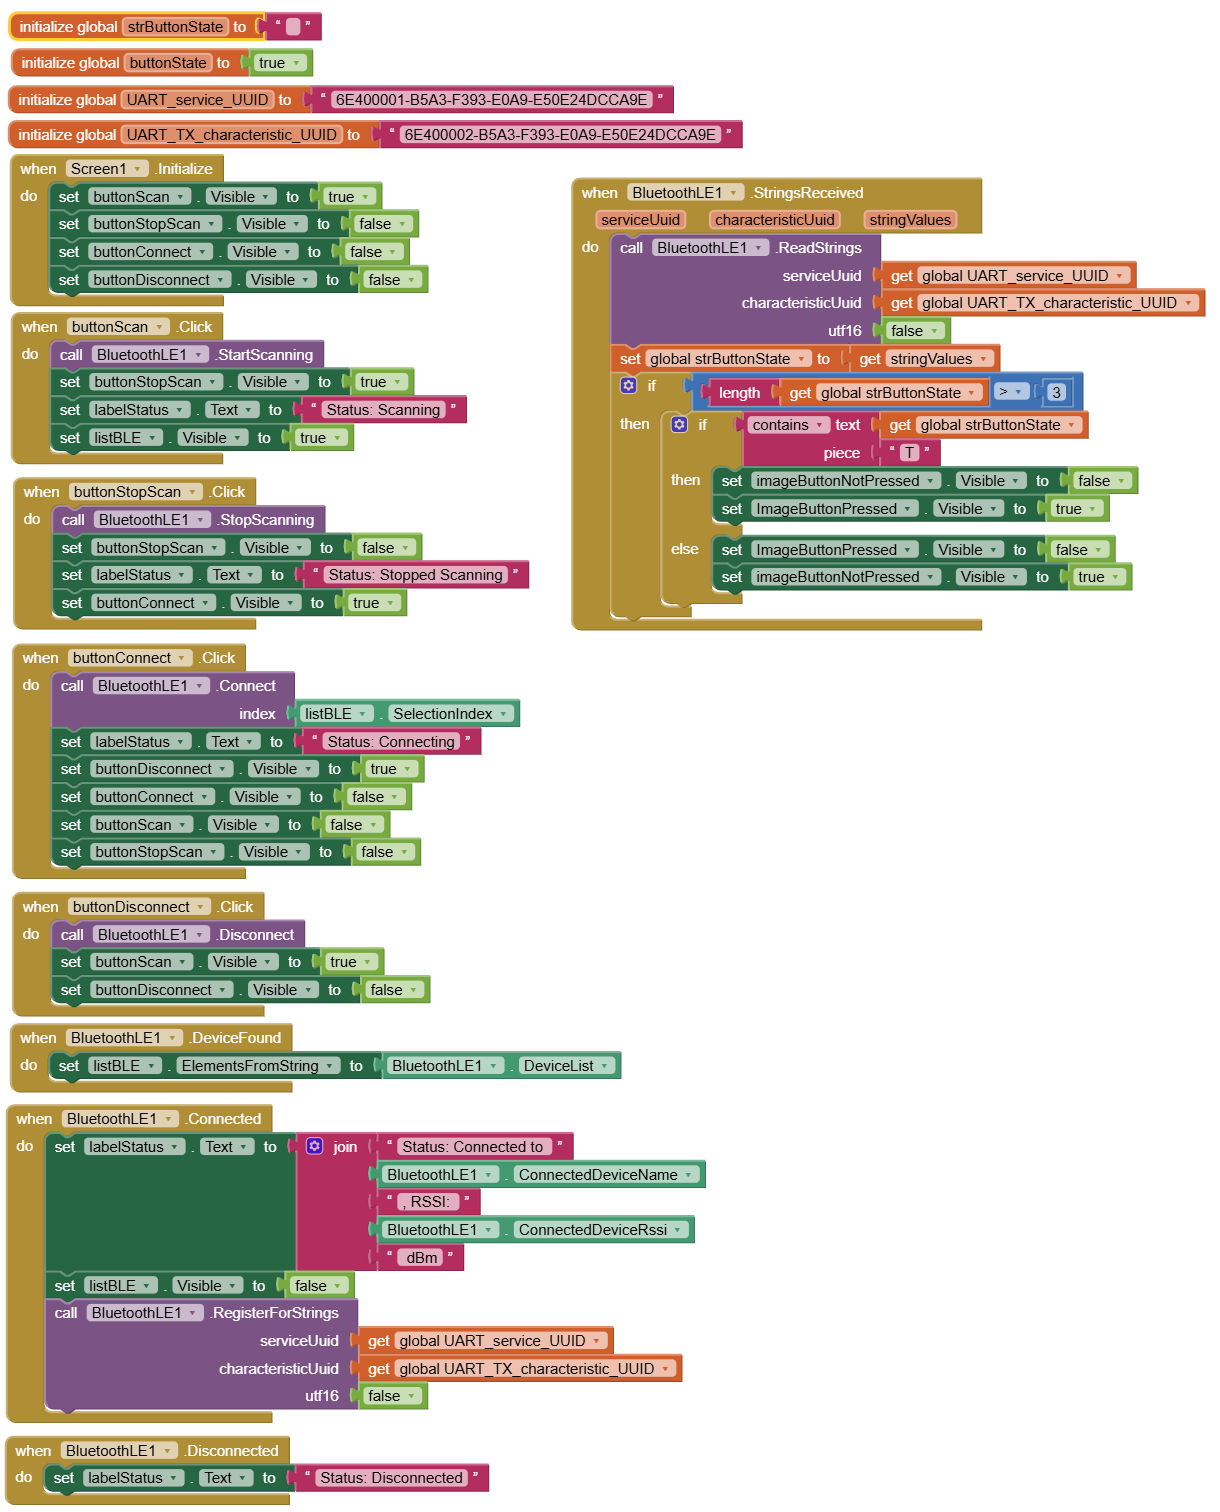 initialize global strButtonState to “ ”
initialize global buttonState to true
initialize global UART_service_UUID to “ 6E400001-B5A3-F393-E0A9-E50E24DCCA9E ”
initialize global UART_TX_characteristic_UUID to “ 6E400002-B5A3-F393-E0A9-E50E24DCCA9E ”
when Screen1 .Initialize
do set buttonScan . Visible to true
set buttonStopScan . Visible to false
set buttonConnect . Visible to false
set buttonDisconnect . Visible to false
when buttonScan .Click
do call BluetoothLE1 .StartScanning
set buttonStopScan . Visible to true
set labelStatus . Text to “ Status: Scanning ”
set listBLE . Visible to true
when buttonStopScan .Click
do call BluetoothLE1 .StopScanning
set buttonStopScan . Visible to false
set labelStatus . Text to “ Status: Stopped Scanning ”
set buttonConnect . Visible to true
when buttonConnect .Click
do call BluetoothLE1 .Connect
index listBLE . SelectionIndex
set labelStatus . Text to “ Status: Connecting ”
set buttonDisconnect . Visible to true
set buttonConnect . Visible to false
set buttonScan . Visible to false
set buttonStopScan . Visible to false
when buttonDisconnect .Click
do call BluetoothLE1 .Disconnect
set buttonScan . Visible to true
set buttonDisconnect . Visible to false
when BluetoothLE1 .DeviceFound
do set listBLE . ElementsFromString to BluetoothLE1 . DeviceList
when BluetoothLE1 .Connected
do set labelStatus . Text to join “ Status: Connected to ”
BluetoothLE1 . ConnectedDeviceName
“ , RSSI: ”
BluetoothLE1 . ConnectedDeviceRssi
“ dBm ”
set listBLE . Visible to false
call BluetoothLE1 .RegisterForStrings
serviceUuid get global UART_service_UUID
characteristicUuid get global UART_TX_characteristic_UUID
utf16 false
when BluetoothLE1 .Disconnected
do set labelStatus . Text to “ Status: Disconnected ”
when BluetoothLE1 .StringsReceived
serviceUuid characteristicUuid stringValues
do call BluetoothLE1 .ReadStrings
serviceUuid get global UART_service_UUID
characteristicUuid get global UART_TX_characteristic_UUID
utf16 false
set global strButtonState to get stringValues
if length get global strButtonState > 3
then if contains text get global strButtonState
piece “ T ”
then set imageButtonNotPressed . Visible to false
set ImageButtonPressed . Visible to true
else set ImageButtonPressed . Visible to false
set imageButtonNotPressed . Visible to true